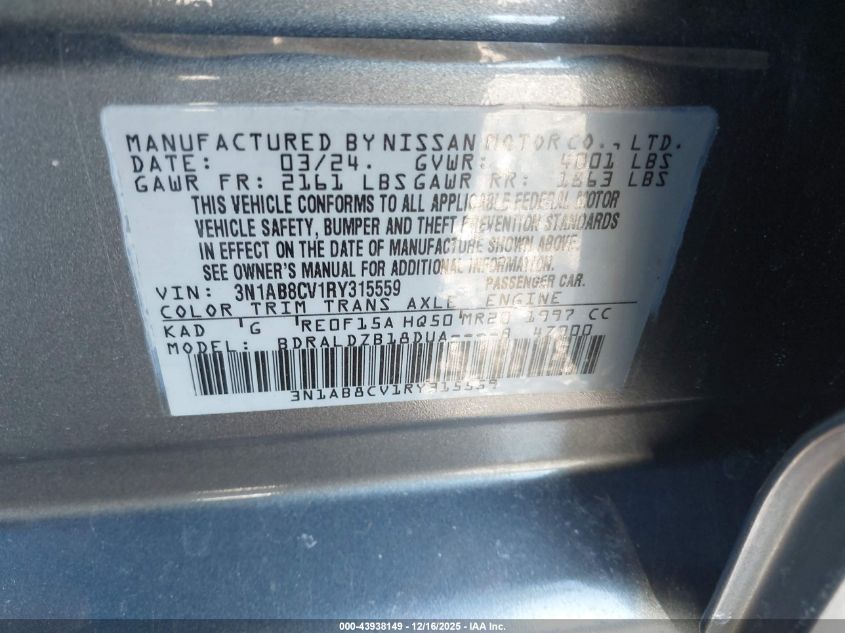 MANUFACTURED BY NISSAN MOTOR CO., LTD.
DATE: 03/24. GVWR: 4001 LBS
GAWR FR: 2161 LBS GAWR RR: 1863 LBS
THIS VEHICLE CONFORMS TO ALL APPLICABLE FEDERAL MOTOR
VEHICLE SAFETY, BUMPER AND THEFT PREVENTION STANDARDS
IN EFFECT ON THE DATE OF MANUFACTURE SHOWN ABOVE.
SEE OWNER'S MANUAL FOR ADDITIONAL INFORMATION.
VIN: 3N1AB8CV1RY315559 PASSENGER CAR.
COLOR TRIM TRANS AXLE ENGINE
KAD G RE0F15A HQ50 MR20 1997 CC
MODEL: BDRALDZB18DUA----A 47000
3N1AB8CV1RY315559
000-43938149 - 12/16/2025 - IAA Inc.